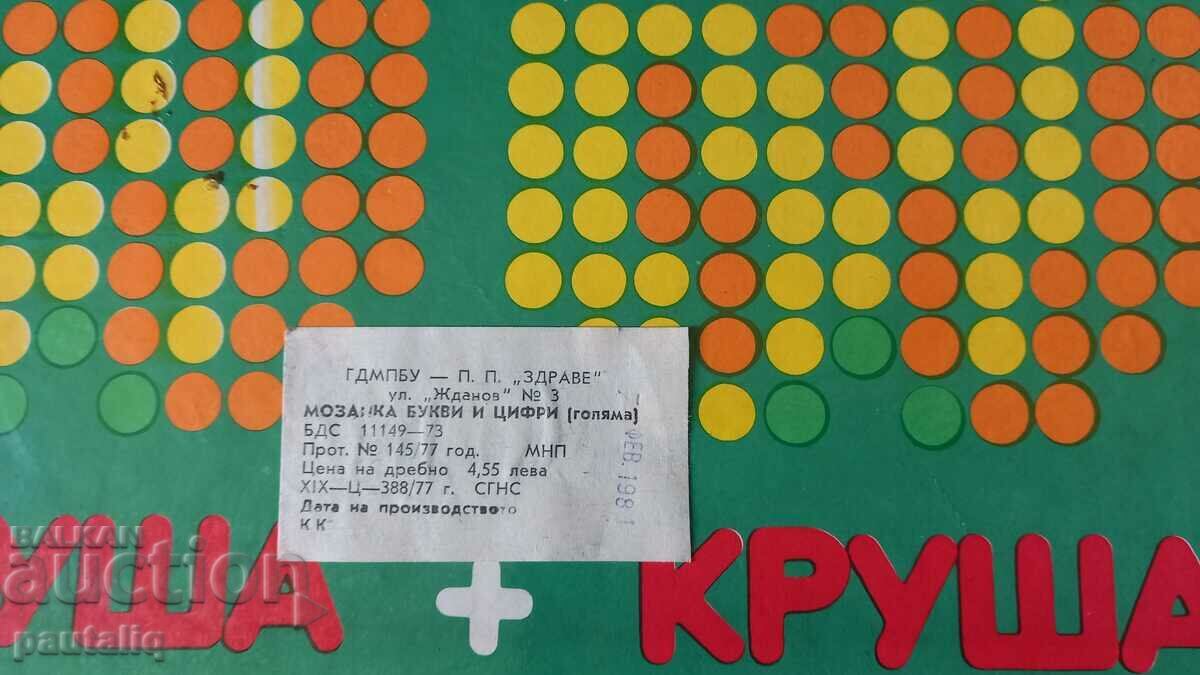 ГДМПБУ — П. П. „ЗДРАВЕ"
ул. „Жданов" № 3
МОЗАЙКА БУКВИ И ЦИФРИ (голяма)
БДС 11149—73
Прот. № 145/77 год. МНП
Цена на дребно 4,55 лева
XIX—Ц—388/77 г. СГНС
Дата на производството
К К
ФЕВ. 1981
УША + КРУША
BALKAN
auction
pautaliq